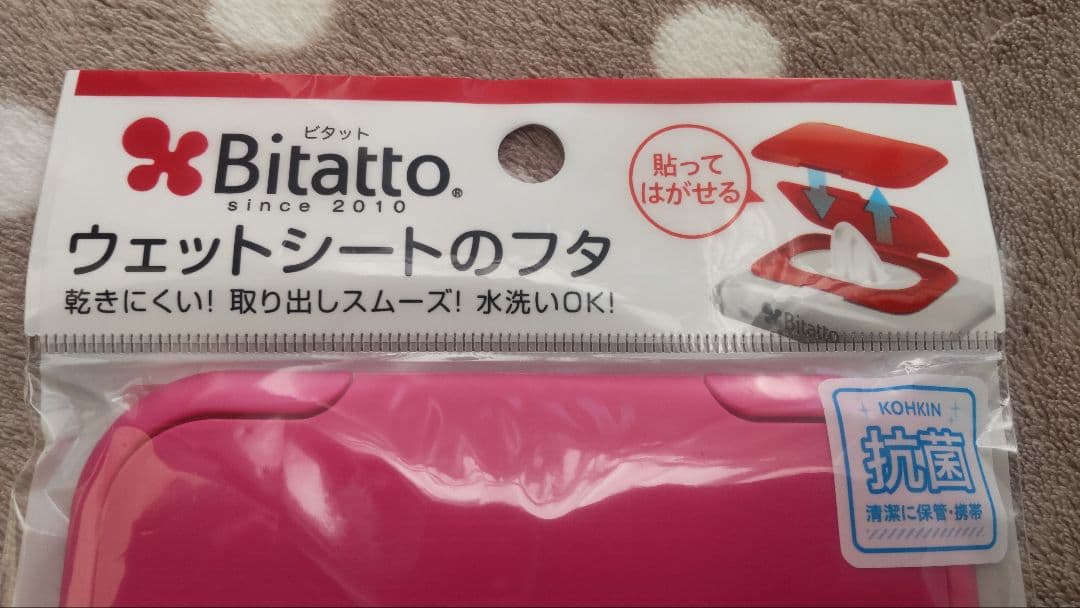 ビタット
Bitatto®
since 2010
ウェットシートのフタ
乾きにくい! 取り出しスムーズ! 水洗いOK!
貼って
はがせる
Bitatto
KOHKIN
抗菌
清潔に保管・携帯